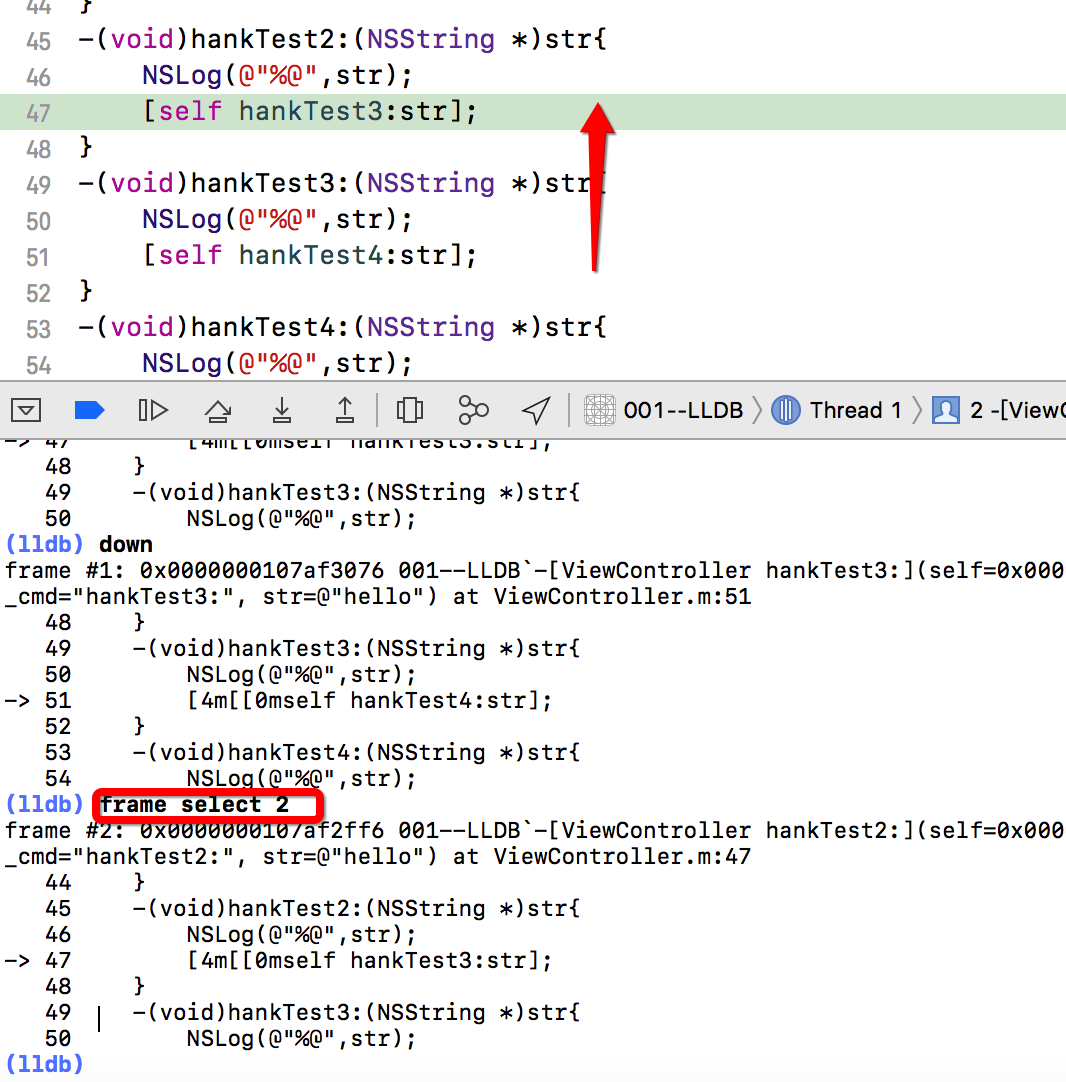 44 }
45 -(void)hankTest2:(NSString *)str{
46 NSLog(@"%@",str);
47 [self hankTest3:str];
48 }
49 -(void)hankTest3:(NSString *)str{
50 NSLog(@"%@",str);
51 [self hankTest4:str];
52 }
53 -(void)hankTest4:(NSString *)str{
54 NSLog(@"%@",str);
001--LLDB Thread 1 2 -[ViewC
-> 47 [4m[[0mself hankTest3:str];
48 }
49 -(void)hankTest3:(NSString *)str{
50 NSLog(@"%@",str);
(lldb) down
frame #1: 0x0000000107af3076 001--LLDB`-[ViewController hankTest3:](self=0x000
_cmd="hankTest3:", str=@"hello") at ViewController.m:51
48 }
49 -(void)hankTest3:(NSString *)str{
50 NSLog(@"%@",str);
-> 51 [4m[[0mself hankTest4:str];
52 }
53 -(void)hankTest4:(NSString *)str{
54 NSLog(@"%@",str);
(lldb) frame select 2
frame #2: 0x0000000107af2ff6 001--LLDB`-[ViewController hankTest2:](self=0x000
_cmd="hankTest2:", str=@"hello") at ViewController.m:47
44 }
45 -(void)hankTest2:(NSString *)str{
46 NSLog(@"%@",str);
-> 47 [4m[[0mself hankTest3:str];
48 }
49 -(void)hankTest3:(NSString *)str{
50 NSLog(@"%@",str);
(lldb)